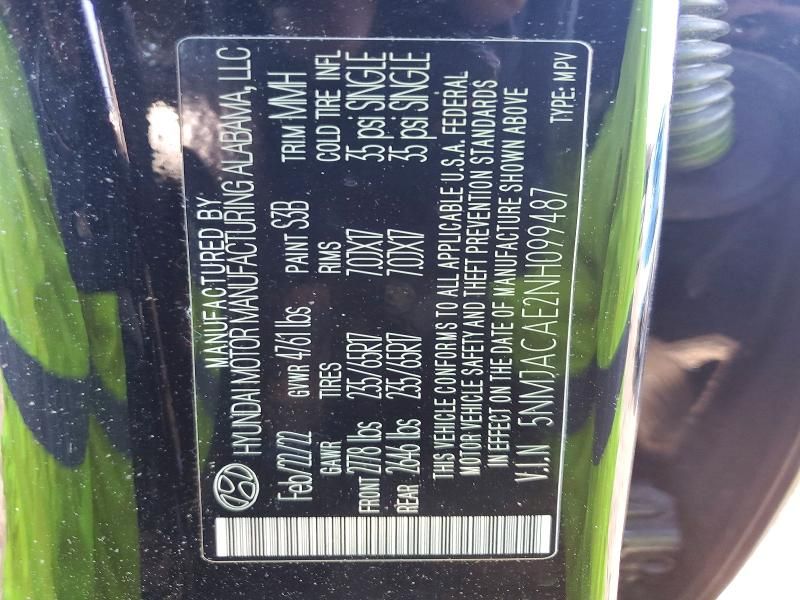 MANUFACTURED BY
HYUNDAI MOTOR MANUFACTURING ALABAMA, LLC
Feb/22/22 GVWR 4761 lbs PAINT S3B TRIM MMH
GAWR TIRES RIMS COLD TIRE INFL
FRONT 2778 lbs 235/65R17 7.0JX17 35 psi SINGLE
REAR 2646 lbs 235/65R17 7.0JX17 35 psi SINGLE
THIS VEHICLE CONFORMS TO ALL APPLICABLE U.S.A. FEDERAL
MOTOR VEHICLE SAFETY AND THEFT PREVENTION STANDARDS
IN EFFECT ON THE DATE OF MANUFACTURE SHOWN ABOVE
V.I.N 5NMJACAE2NH099487 TYPE: MPV